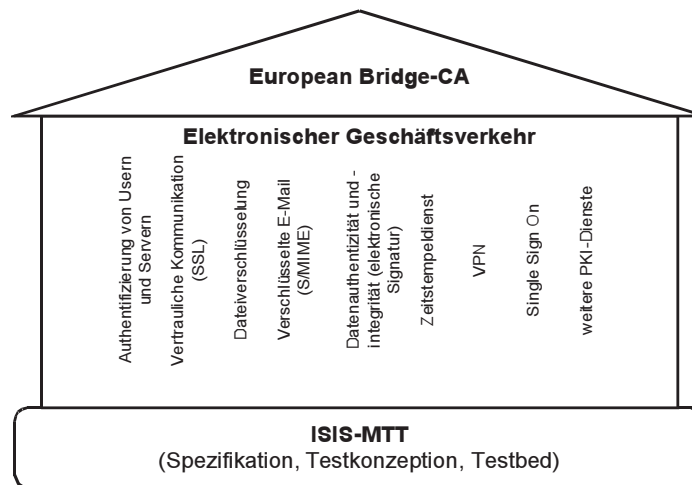 European Bridge-CA
Elektronischer Geschäftsverkehr
Authentifizierung von Usern
und Servern
Vertrauliche Kommunikation
(SSL)
Dateiverschlüsselung
Verschlüsselte E-Mail
(S/MIME)
Datenauthentizität und -
integrität (elektronische
Signatur)
Zeitstempeldienst
VPN
Single Sign On
weitere PKI-Dienste
ISIS-MTT
(Spezifikation, Testkonzeption, Testbed)